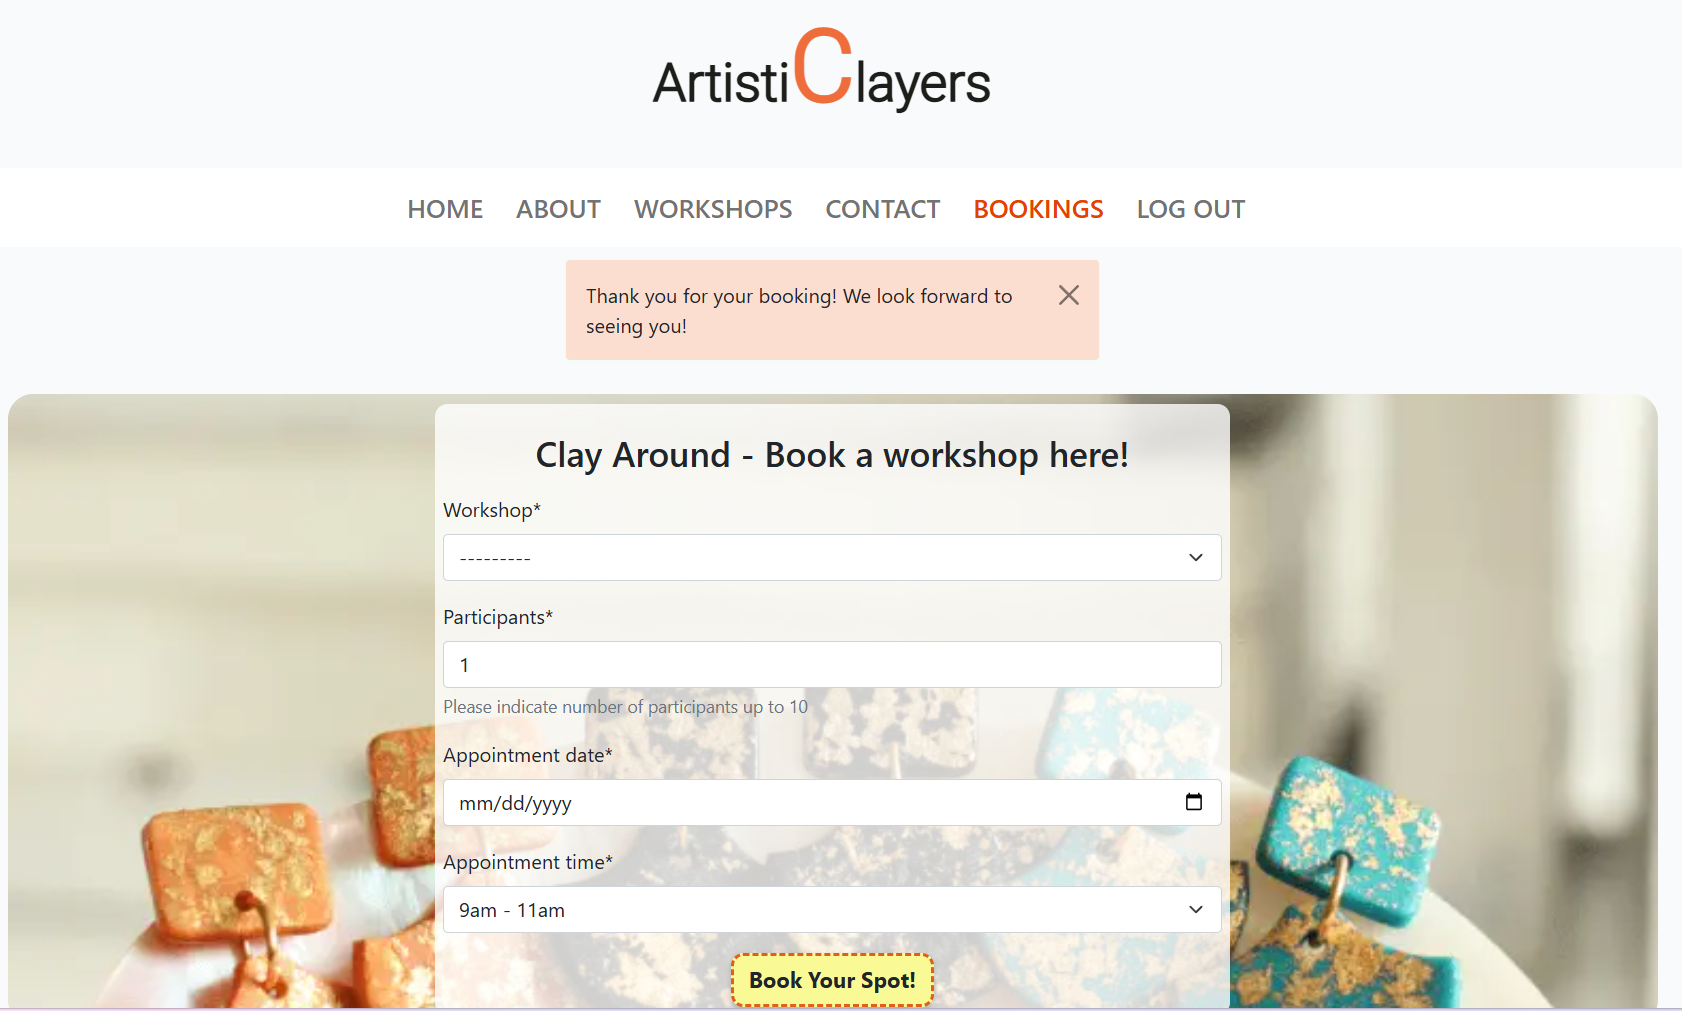 ArtistiClayers
HOME ABOUT WORKSHOPS CONTACT BOOKINGS LOG OUT
Thank you for your booking! We look forward to
seeing you!
Clay Around - Book a workshop here!
Workshop*
---------
Participants*
1
Please indicate number of participants up to 10
Appointment date*
mm/dd/yyyy
Appointment time*
9am - 11am
Book Your Spot!